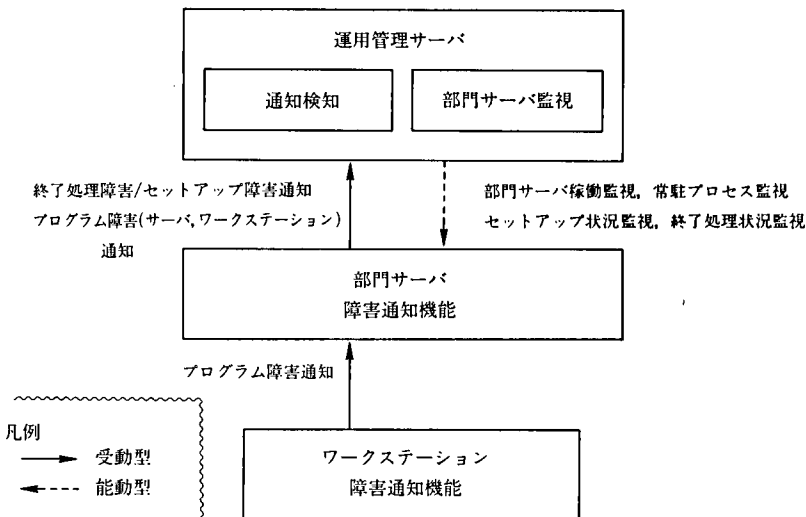 運用管理サーバ
通知検知
部門サーバ監視
終了処理障害/セットアップ障害通知
プログラム障害(サーバ,ワークステーション)
通知
部門サーバ稼働監視, 常駐プロセス監視
セットアップ状況監視, 終了処理状況監視
部門サーバ
障害通知機能
プログラム障害通知
凡例
受動型
能動型
ワークステーション
障害通知機能